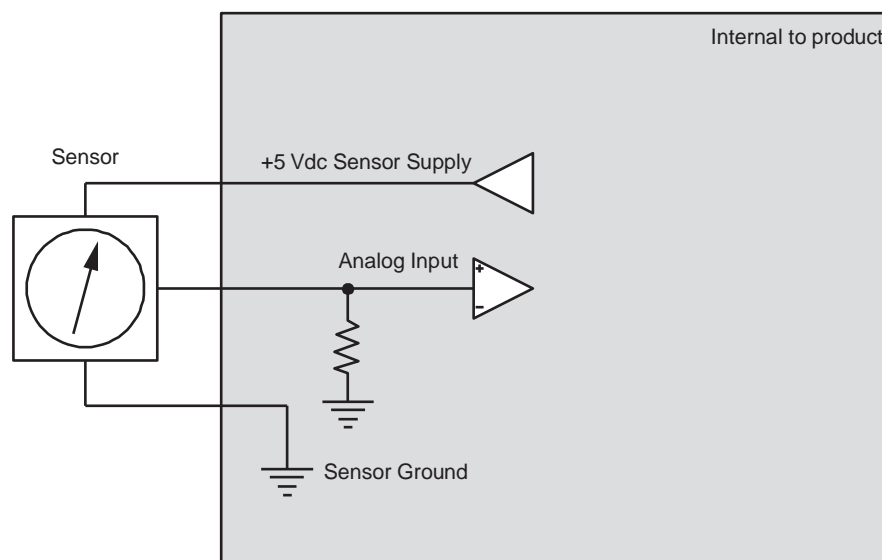 Internal to product
Sensor
+5 Vdc Sensor Supply
Analog Input
+
-
Sensor Ground